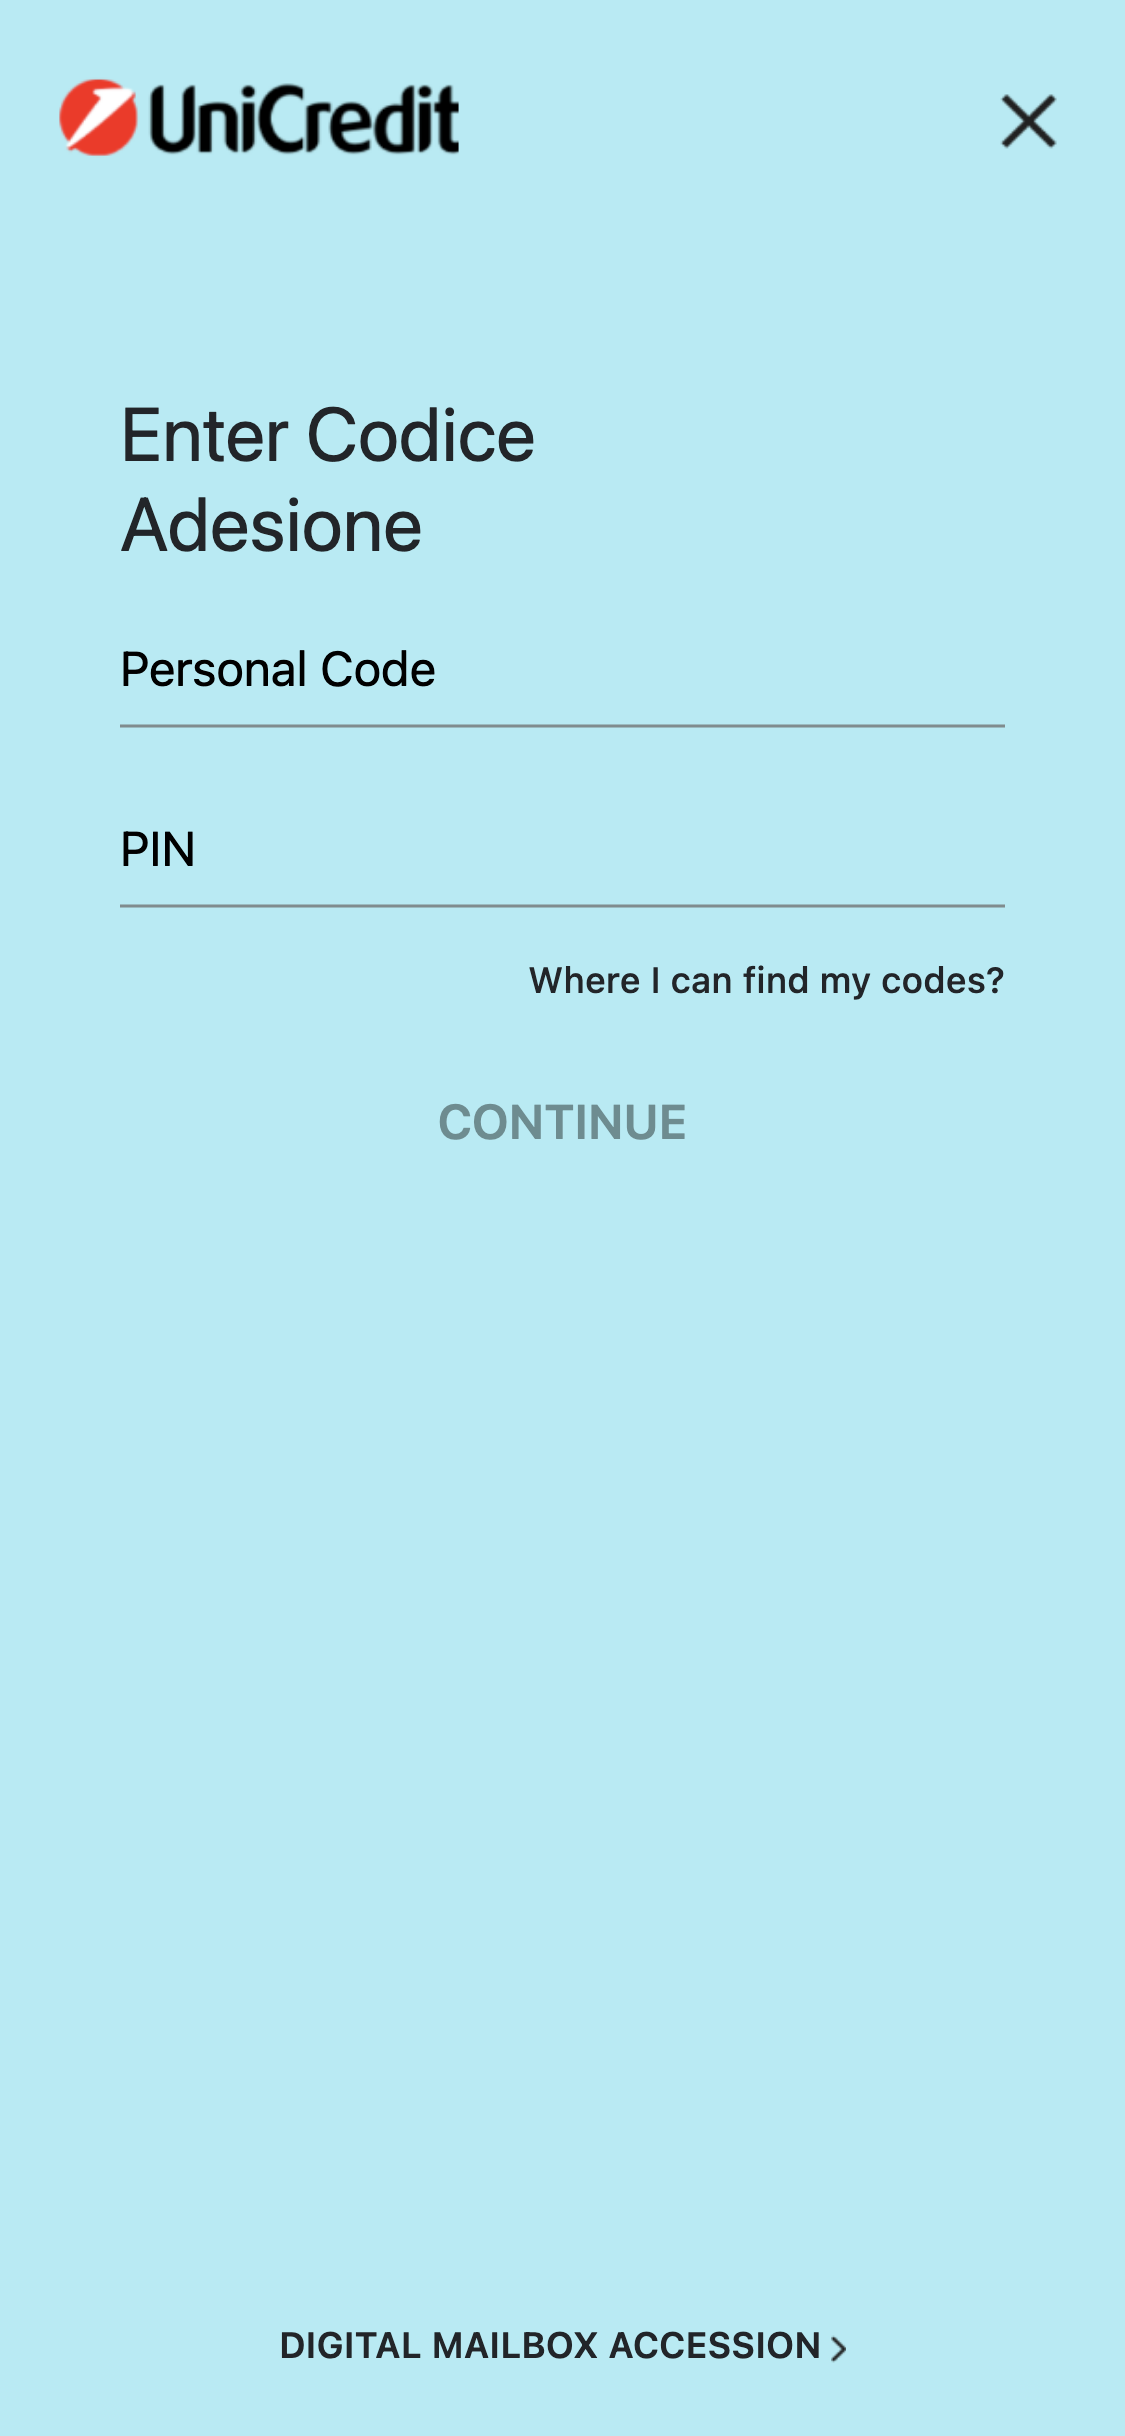 UniCredit
Enter Codice
Adesione
Personal Code
PIN
Where I can find my codes?
CONTINUE
DIGITAL MAILBOX ACCESSION